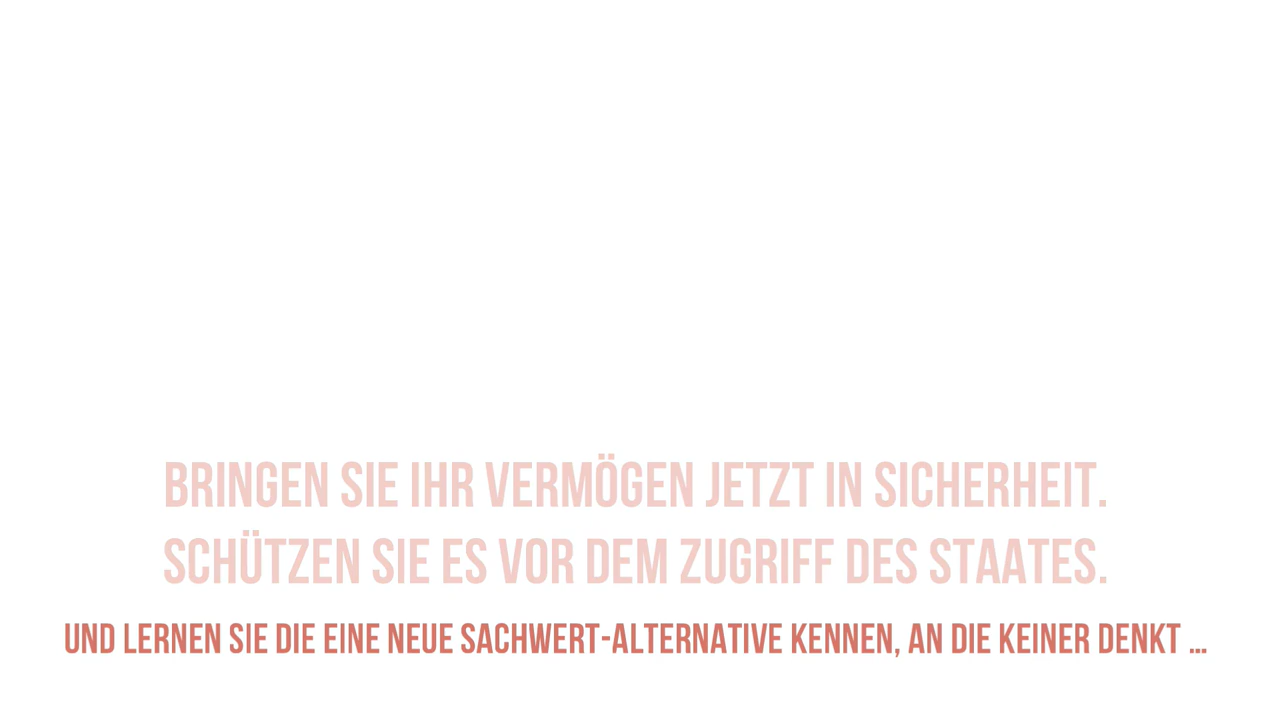 BRINGEN SIE IHR VERMÖGEN JETZT IN SICHERHEIT.
SCHÜTZEN SIE ES VOR DEM ZUGRIFF DES STAATES.
UND LERNEN SIE DIE EINE NEUE SACHWERT-ALTERNATIVE KENNEN, AN DIE KEINER DENKT ...